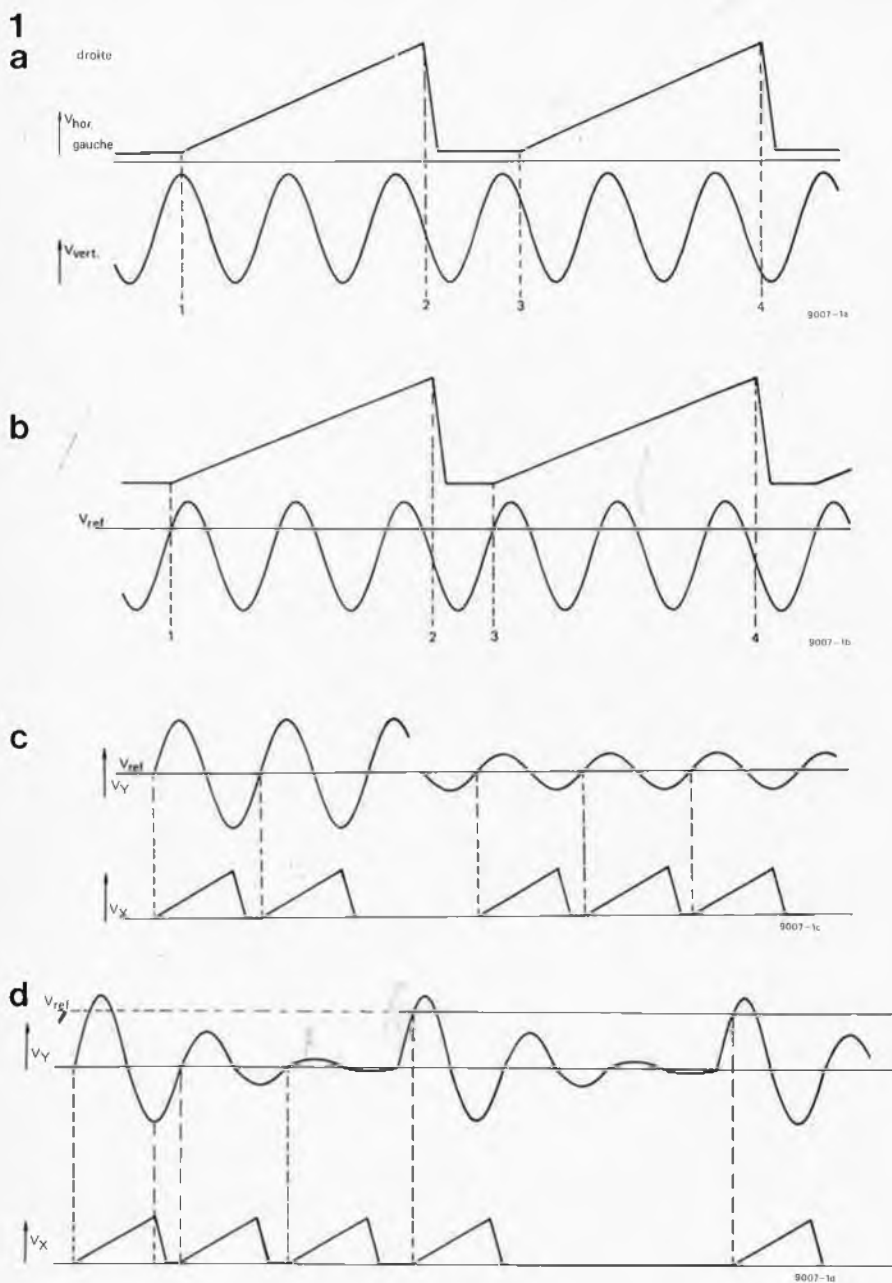 1
a
droite
Vhor.
gauche
Vvert.
1 2 3 4
9007-1a
b
Vref
1 2 3 4
9007-1b
c
Vref
VY
VX
9007-1c
d
Vref
VY
VX
9007-1d